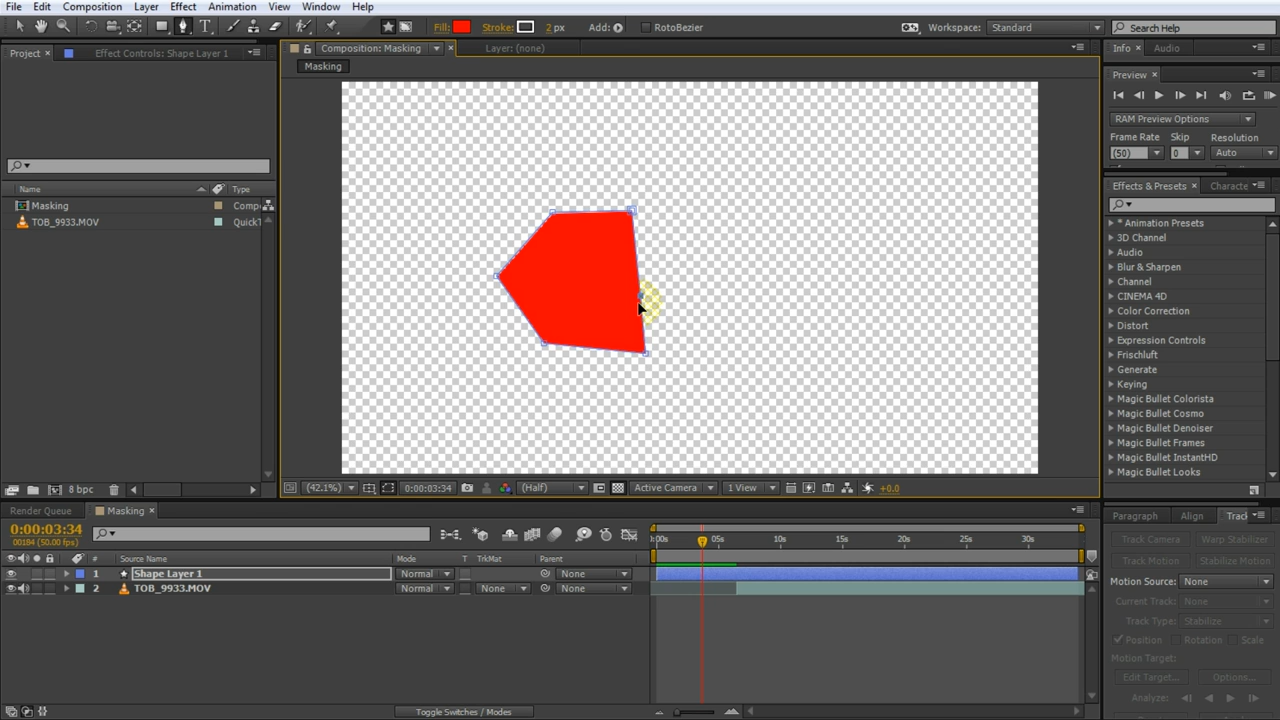 File Edit Composition Layer Effect Animation View Window Help
Fill: Stroke: 2 px Add: RotoBezier Workspace: Standard Search Help
Project Effect Controls: Shape Layer 1 Composition: Masking Layer: (none) Info Audio
Masking
Preview
RAM Preview Options
Frame Rate Skip Resolution
(50) 0 Auto
Effects & Presets Characte
Name Type
Masking Comp
TOB_9933.MOV QuickT
* Animation Presets
3D Channel
Audio
Blur & Sharpen
Channel
CINEMA 4D
Color Correction
Distort
Expression Controls
Frischluft
Generate
Keying
Magic Bullet Colorista
Magic Bullet Cosmo
Magic Bullet Denoiser
Magic Bullet Frames
Magic Bullet InstantHD
Magic Bullet Looks
8 bpc (42.1%) 0:00:03:34 (Half) Active Camera 1 View +0.0
Render Queue Masking Paragraph Align Track
0:00:03:34
00184 (50.00 fps)
:00s 05s 10s 15s 20s 25s 30s
# Source Name Mode T TrkMat Parent
1 Shape Layer 1 Normal None
2 TOB_9933.MOV Normal None None
Track Camera Warp Stabilizer
Track Motion Stabilize Motion
Motion Source: None
Current Track: None
Track Type: Stabilize
Position Rotation Scale
Motion Target:
Edit Target... Options...
Analyze:
Toggle Switches / Modes